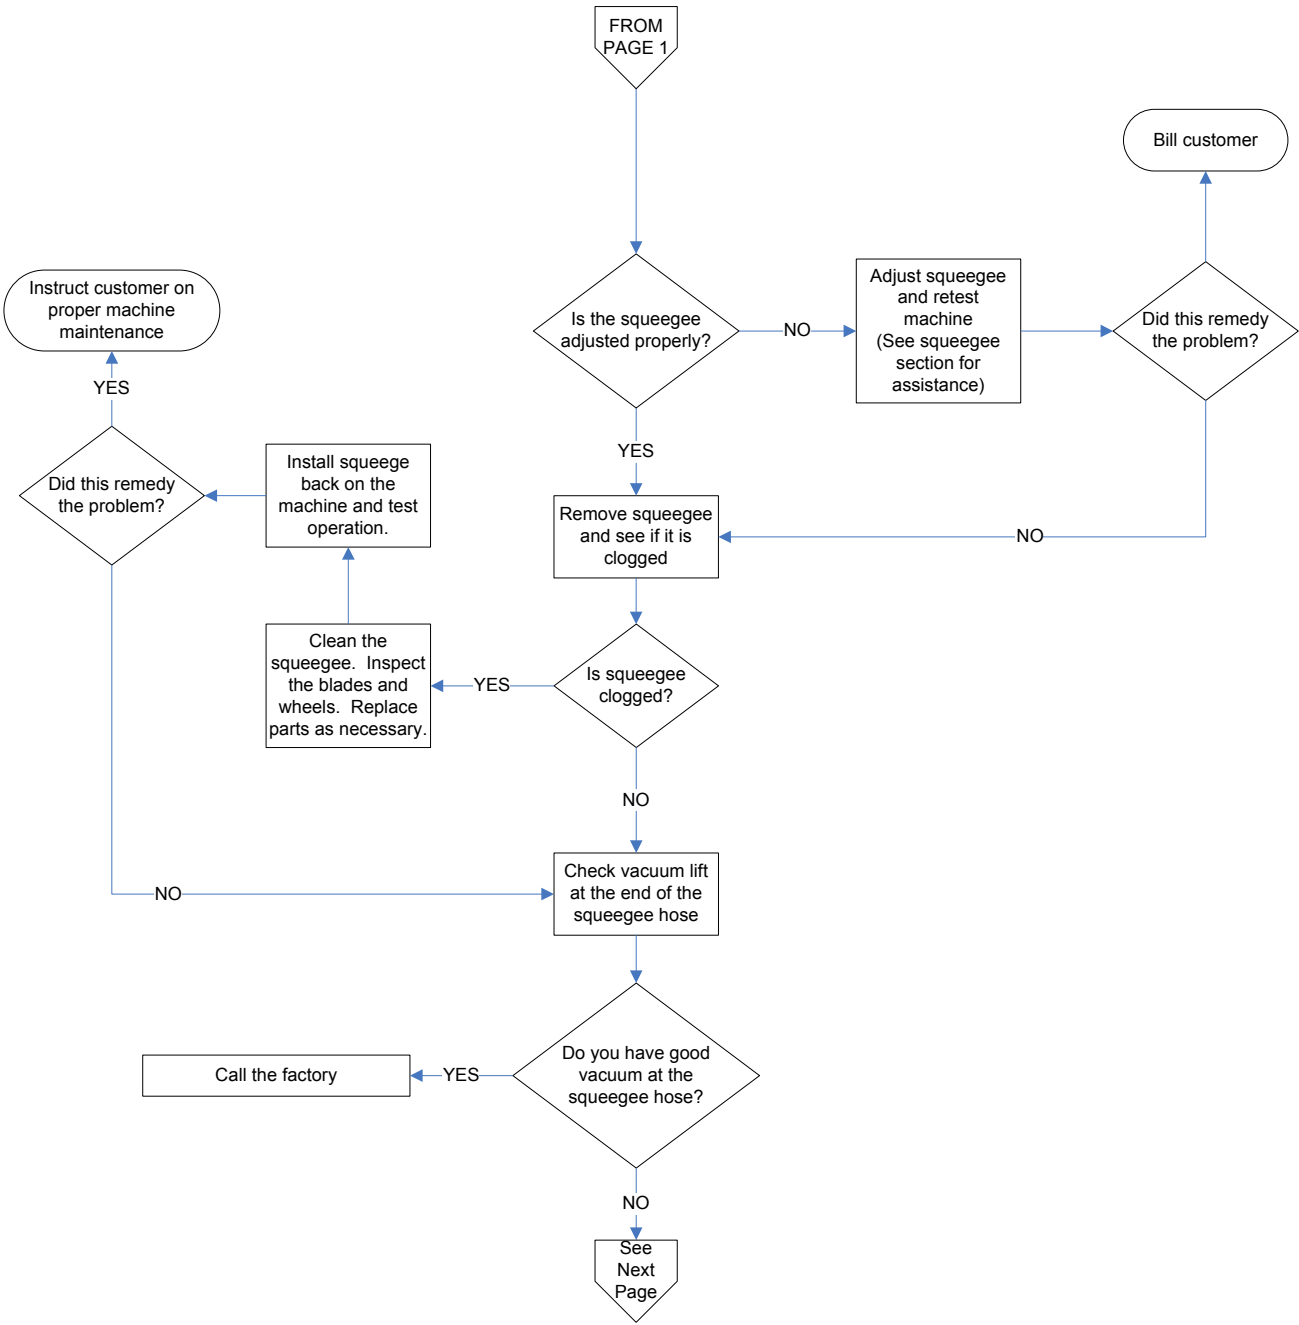 FROM
PAGE 1
Bill customer
Instruct customer on
proper machine
maintenance
Is the squeegee
adjusted properly?
NO
Adjust squeegee
and retest
machine
(See squeegee
section for
assistance)
Did this remedy
the problem?
YES
YES
Did this remedy
the problem?
Install squeege
back on the
machine and test
operation.
Remove squeegee
and see if it is
clogged
NO
Clean the
squeegee.  Inspect
the blades and
wheels.  Replace
parts as necessary.
YES
Is squeegee
clogged?
NO
Check vacuum lift
at the end of the
squeegee hose
NO
Do you have good
vacuum at the
squeegee hose?
YES
Call the factory
NO
See
Next
Page